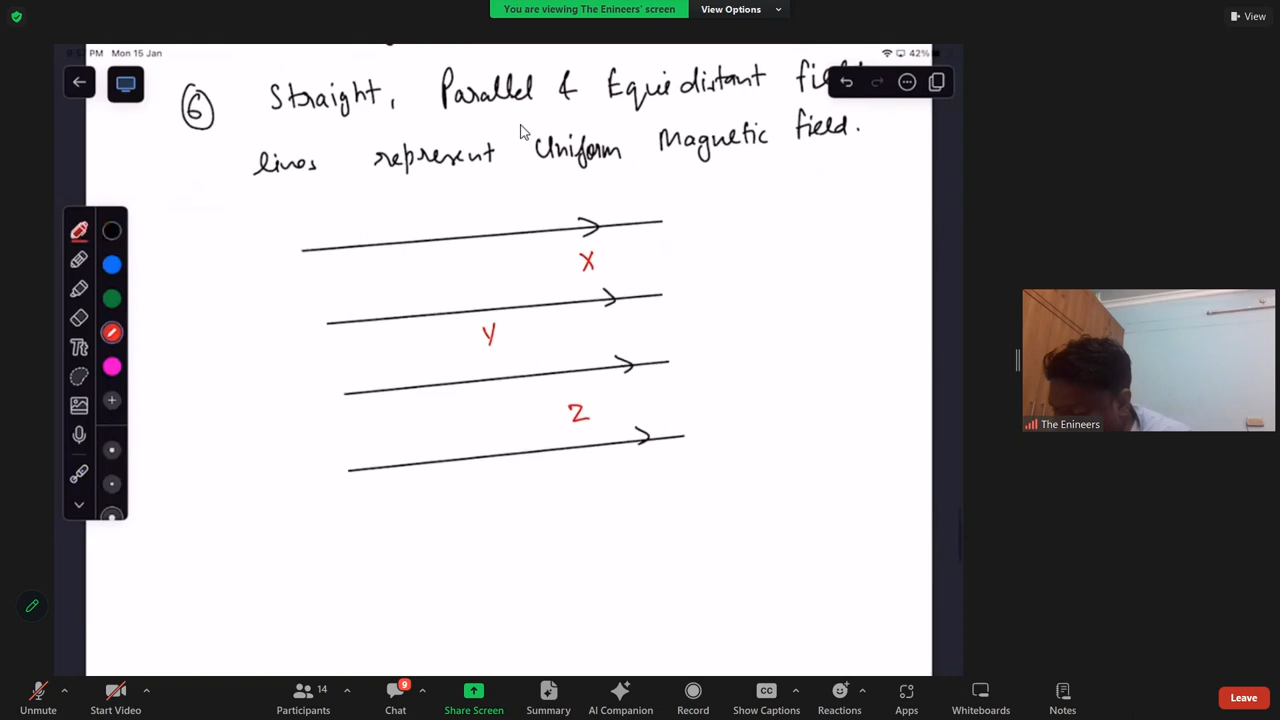 You are viewing The Enineers' screen
View Options
View
PM Mon 15 Jan
42%
6 Straight, Parallel & Equidistant
lines represent Uniform Magnetic field.
X
Y
Z
Tt
The Enineers
Unmute
Start Video
14
Participants
9
Chat
Share Screen
Summary
AI Companion
Record
CC
Show Captions
Reactions
Apps
Whiteboards
Notes
Leave